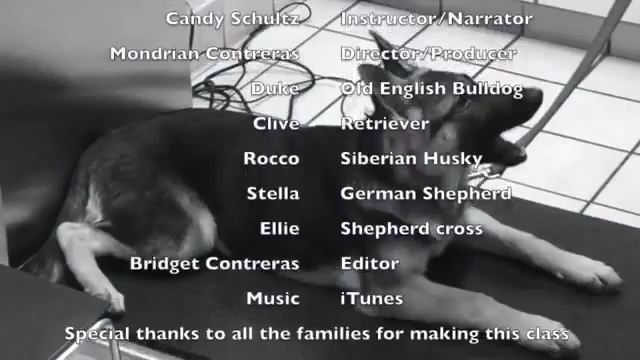 Candy Schultz Instructor/Narrator
Mondrian Contreras Director/Producer
Duke Old English Bulldog
Clive Retriever
Rocco Siberian Husky
Stella German Shepherd
Ellie Shepherd cross
Bridget Contreras Editor
Music iTunes
Special thanks to all the families for making this class